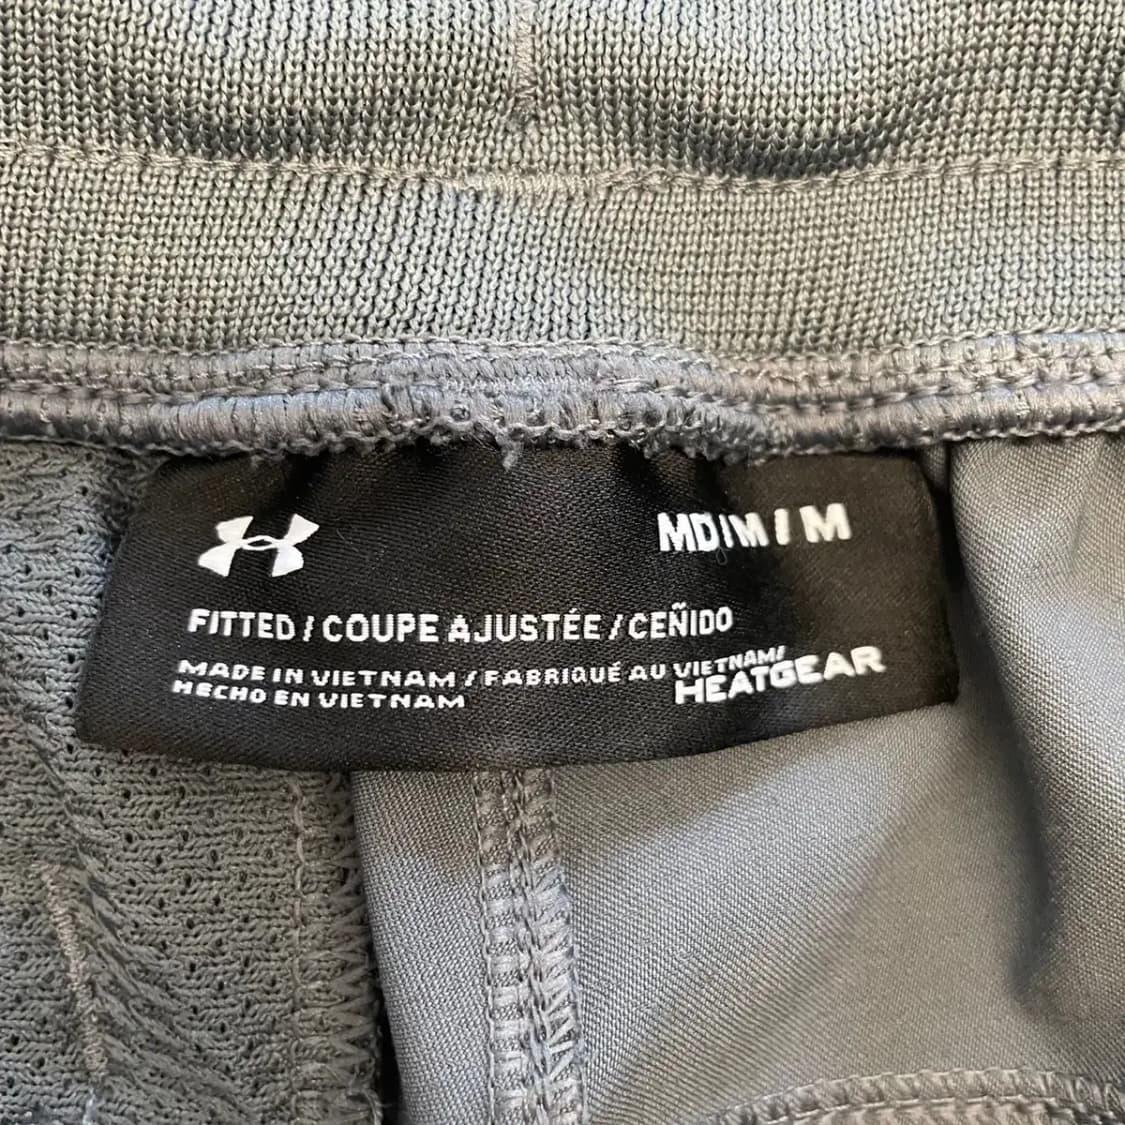 MD/M/M
FITTED/COUPE AJUSTÉE/CEÑIDO
MADE IN VIETNAM/FABRIQUÉ AU VIETNAM/
HECHO EN VIETNAM
HEATGEAR